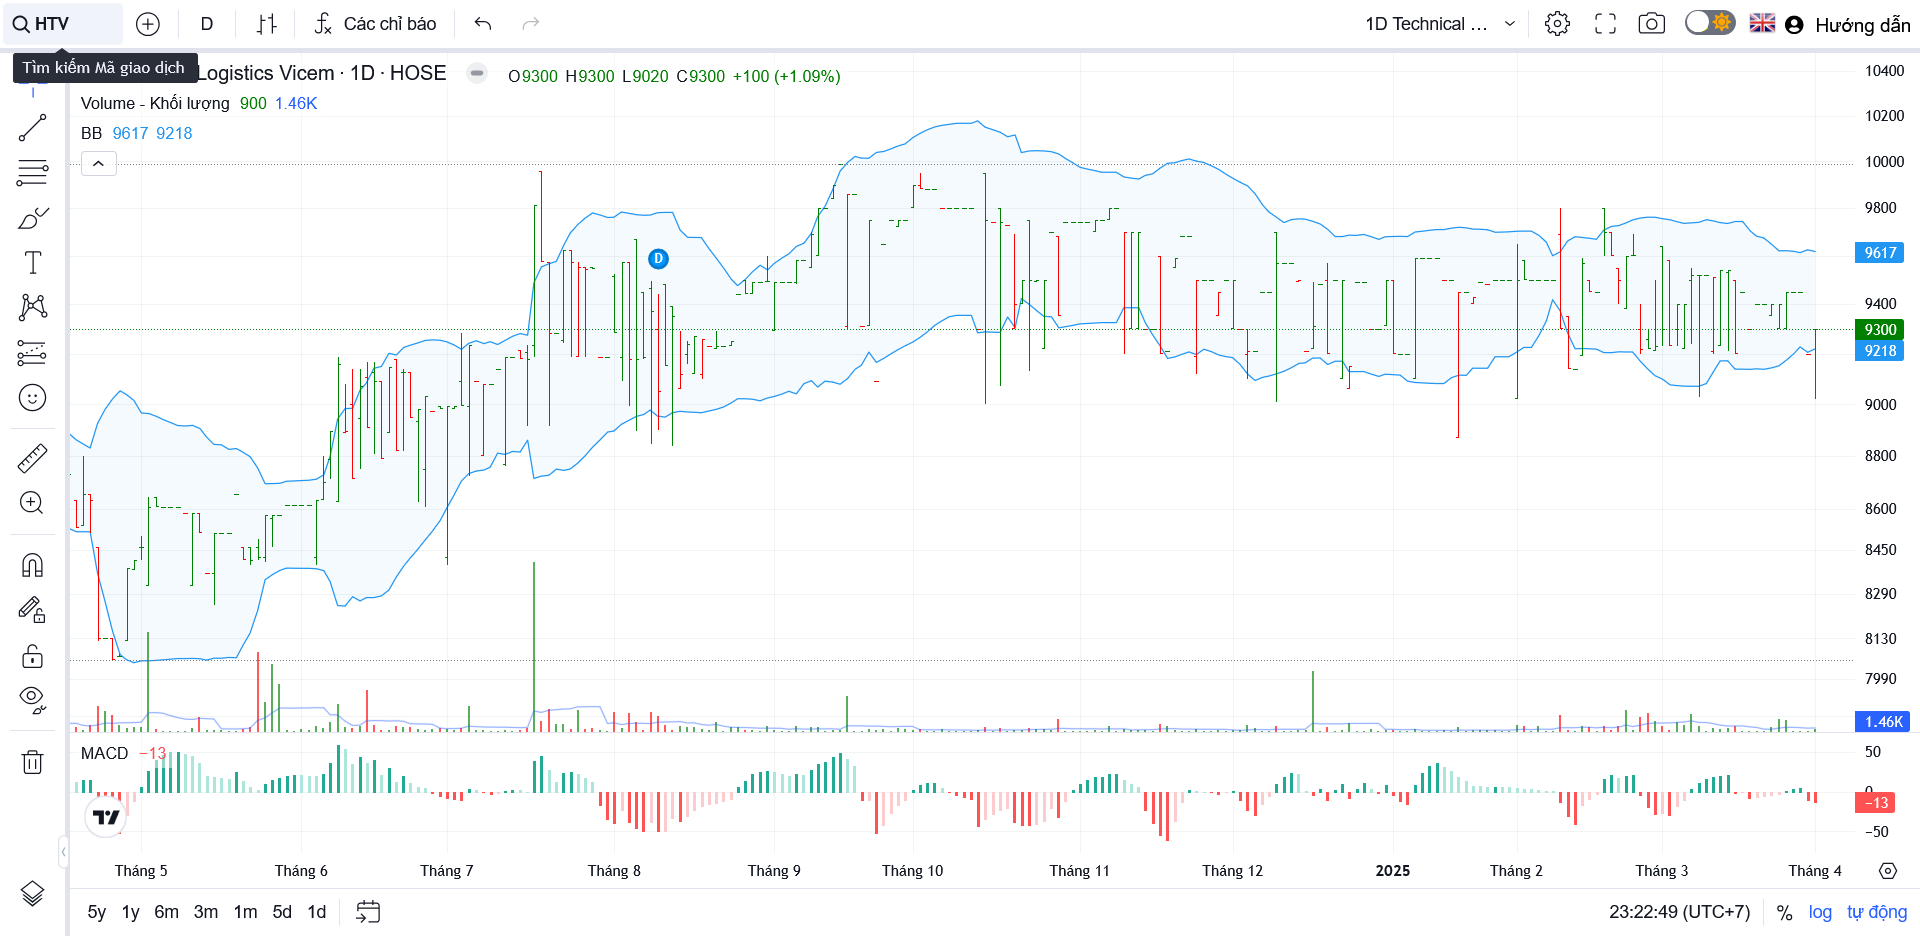 HTV
D
Các chỉ báo
1D Technical ...
Hướng dẫn
Tìm kiếm Mã giao dịch
Logistics Vicem · 1D · HOSE
O9300 H9300 L9020 C9300 +100 (+1.09%)
Volume - Khối lượng 900 1.46K
BB 9617 9218
D
10400
10200
10000
9800
9617
9400
9300
9218
9000
8800
8600
8450
8290
8130
7990
1.46K
MACD −13
50
0
−13
−50
Tháng 5 Tháng 6 Tháng 7 Tháng 8 Tháng 9 Tháng 10 Tháng 11 Tháng 12 2025 Tháng 2 Tháng 3 Tháng 4
5y 1y 6m 3m 1m 5d 1d
23:22:49 (UTC+7) % log tự động